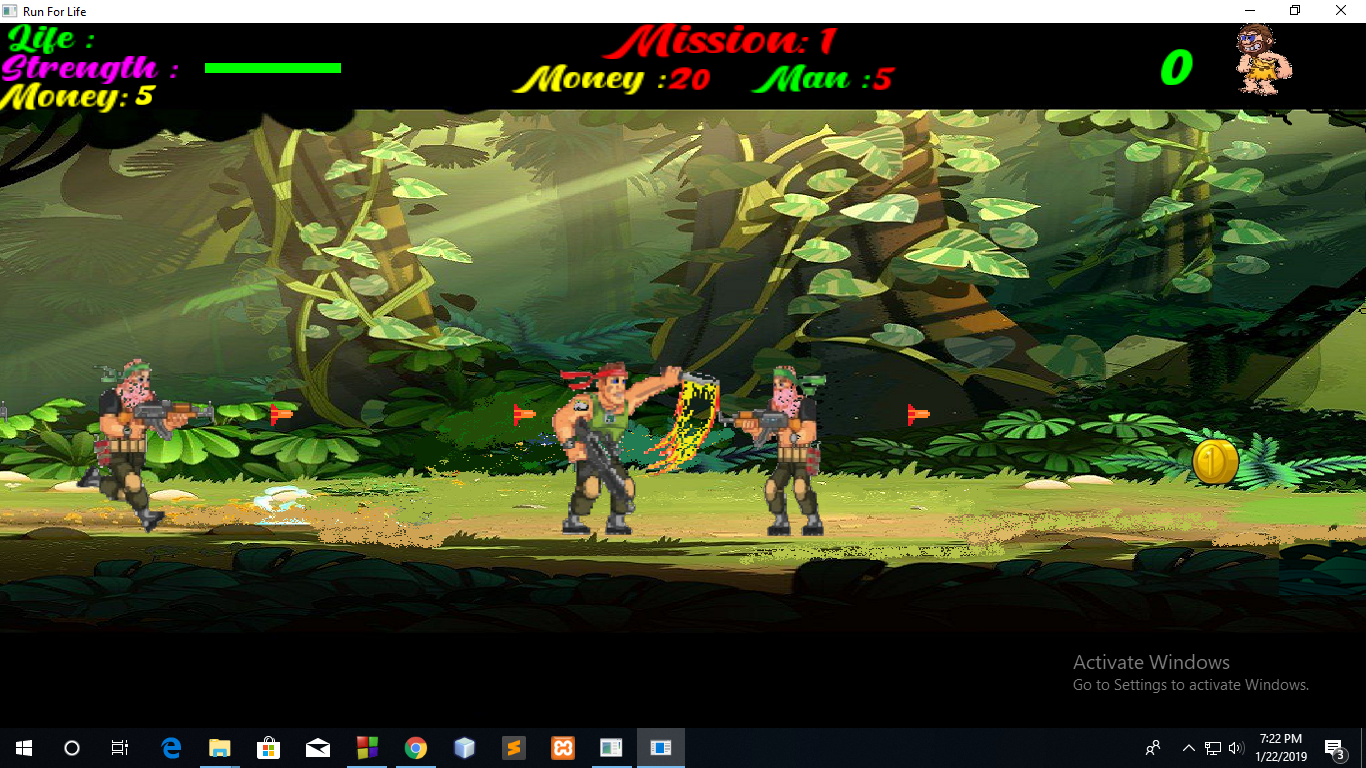 Run For Life
Life :
Strength :
Money: 5
Mission: 1
Money :20 Man :5
0
1
Activate Windows
Go to Settings to activate Windows.
7:22 PM
1/22/2019
3